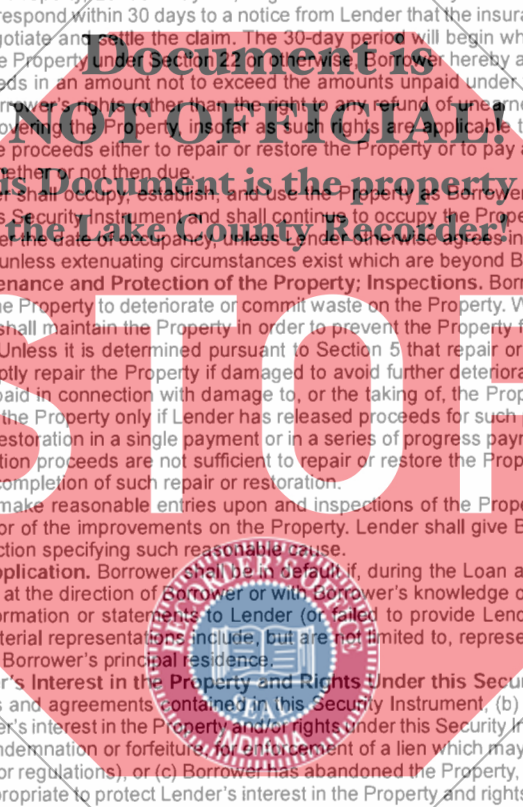 respond within 30 days to a notice from Lender that the insura
gotiate and settle the claim. The 30-day period will begin wh
Document is
e Property under Section 22 or otherwise, Borrower hereby a
eds in an amount not to exceed the amounts unpaid under
rrower's rights (other than the right to any refund of unearn
NOT OFFICIAL!
overing the Property, insofar as such rights are applicable t
e proceeds either to repair or restore the Property or to pay a
hether or not then due.
is Document is the property
er shall occupy, establish, and use the Property as Borrower
s Security Instrument and shall continue to occupy the Prope
the Lake County Recorder!
er the date of occupancy, unless Lender otherwise agrees in
unless extenuating circumstances exist which are beyond B
enance and Protection of the Property; Inspections. Borr
he Property to deteriorate or commit waste on the Property. W
shall maintain the Property in order to prevent the Property f
Unless it is determined pursuant to Section 5 that repair or
ptly repair the Property if damaged to avoid further deteriora
paid in connection with damage to, or the taking of, the Prop
STOP
the Property only if Lender has released proceeds for such
estoration in a single payment or in a series of progress payr
tion proceeds are not sufficient to repair or restore the Prop
completion of such repair or restoration.
make reasonable entries upon and inspections of the Prope
or of the improvements on the Property. Lender shall give B
ction specifying such reasonable cause.
pplication. Borrower shall be in default if, during the Loan a
at the direction of Borrower or with Borrower's knowledge o
ormation or statements to Lender (or failed to provide Lend
terial representations include, but are not limited to, represe
Borrower's principal residence.
RECORDER'S OFFICE
SEAL
INDIANA
r's Interest in the Property and Rights Under this Secur
s and agreements contained in this Security Instrument, (b)
er's interest in the Property and/or rights under this Security In
ndemnation or forfeiture, for enforcement of a lien which may
or regulations), or (c) Borrower has abandoned the Property,
propriate to protect Lender's interest in the Property and rights